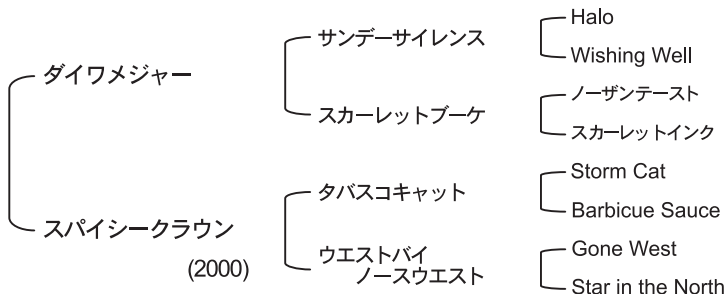 ダイワメジャー
サンデーサイレンス
Halo
Wishing Well
スカーレットブーケ
ノーザンテースト
スカーレットインク
スパイシークラウン
(2000)
タバスコキャット
Storm Cat
Barbicue Sauce
ウエストバイ
ノースウエスト
Gone West
Star in the North